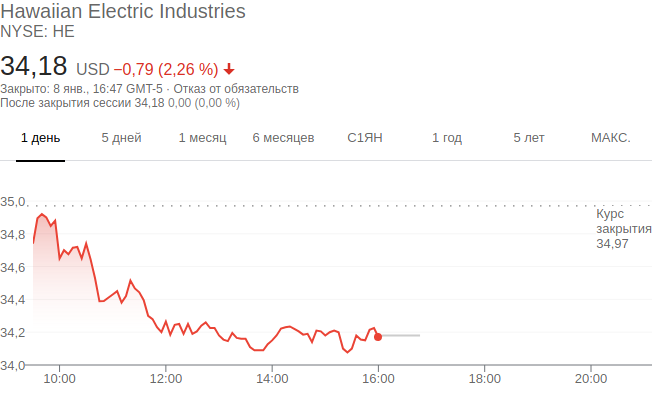 Hawaiian Electric Industries
NYSE: HE
34,18 USD −0,79 (2,26 %)
Закрыто: 8 янв., 16:47 GMT-5 · Отказ от обязательств
После закрытия сессии 34,18 0,00 (0,00 %)
1 день 5 дней 1 месяц 6 месяцев С1ЯН 1 год 5 лет МАКС.
35,0
Курс
закрытия
34,97
34,8
34,6
34,4
34,2
34,0
10:00 12:00 14:00 16:00 18:00 20:00